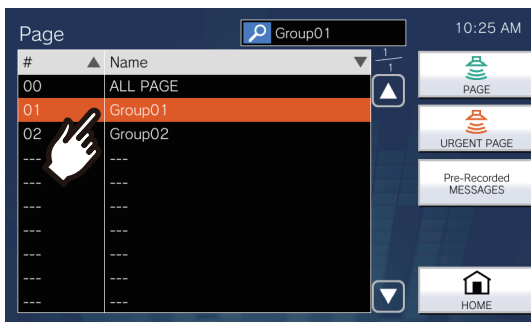 Page
Group01
10:25 AM
# ▲ Name ▼
1/1
00 ALL PAGE
01 Group01
02 Group02
--- ---
--- ---
--- ---
--- ---
--- ---
--- ---
--- ---
PAGE
URGENT PAGE
Pre-Recorded
MESSAGES
HOME